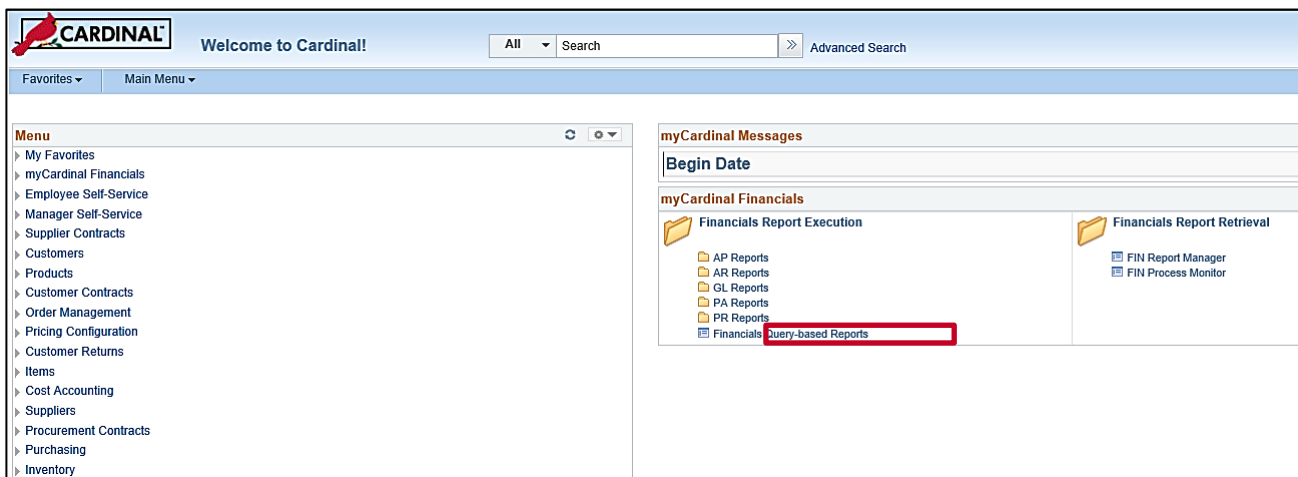 CARDINAL™
Welcome to Cardinal!
All
Search
Advanced Search
Favorites
Main Menu
Menu
My Favorites
myCardinal Financials
Employee Self-Service
Manager Self-Service
Supplier Contracts
Customers
Products
Customer Contracts
Order Management
Pricing Configuration
Customer Returns
Items
Cost Accounting
Suppliers
Procurement Contracts
Purchasing
Inventory
myCardinal Messages
Begin Date
myCardinal Financials
Financials Report Execution
AP Reports
AR Reports
GL Reports
PA Reports
PR Reports
Financials Query-based Reports
Financials Report Retrieval
FIN Report Manager
FIN Process Monitor